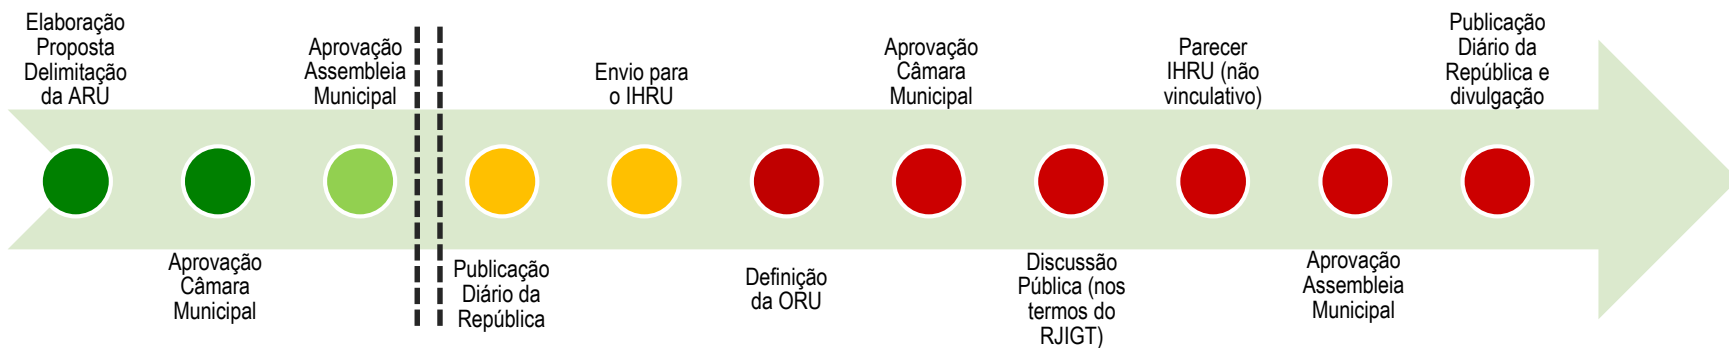 Elaboração
Proposta
Delimitação
da ARU
Aprovação
Câmara
Municipal
Aprovação
Assembleia
Municipal
Publicação
Diário da
República
Envio para
o IHRU
Definição
da ORU
Aprovação
Câmara
Municipal
Discussão
Pública (nos
termos do
RJIGT)
Parecer
IHRU (não
vinculativo)
Aprovação
Assembleia
Municipal
Publicação
Diário da
República e
divulgação